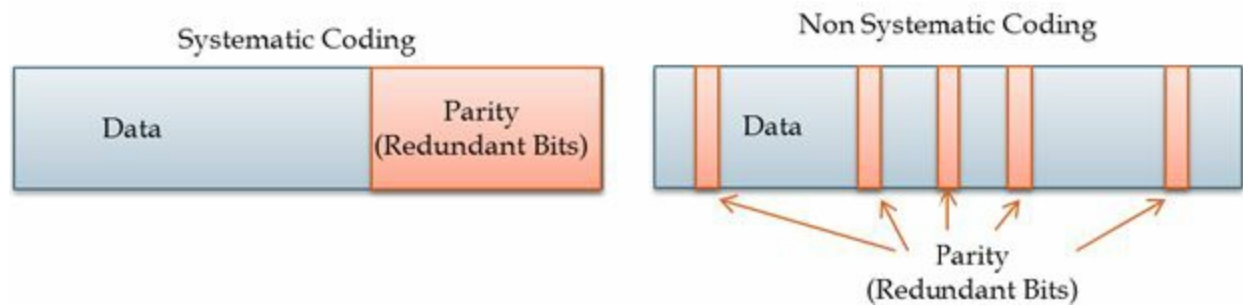 Systematic Coding
Data
Parity
(Redundant Bits)
Non Systematic Coding
Data
Parity
(Redundant Bits)